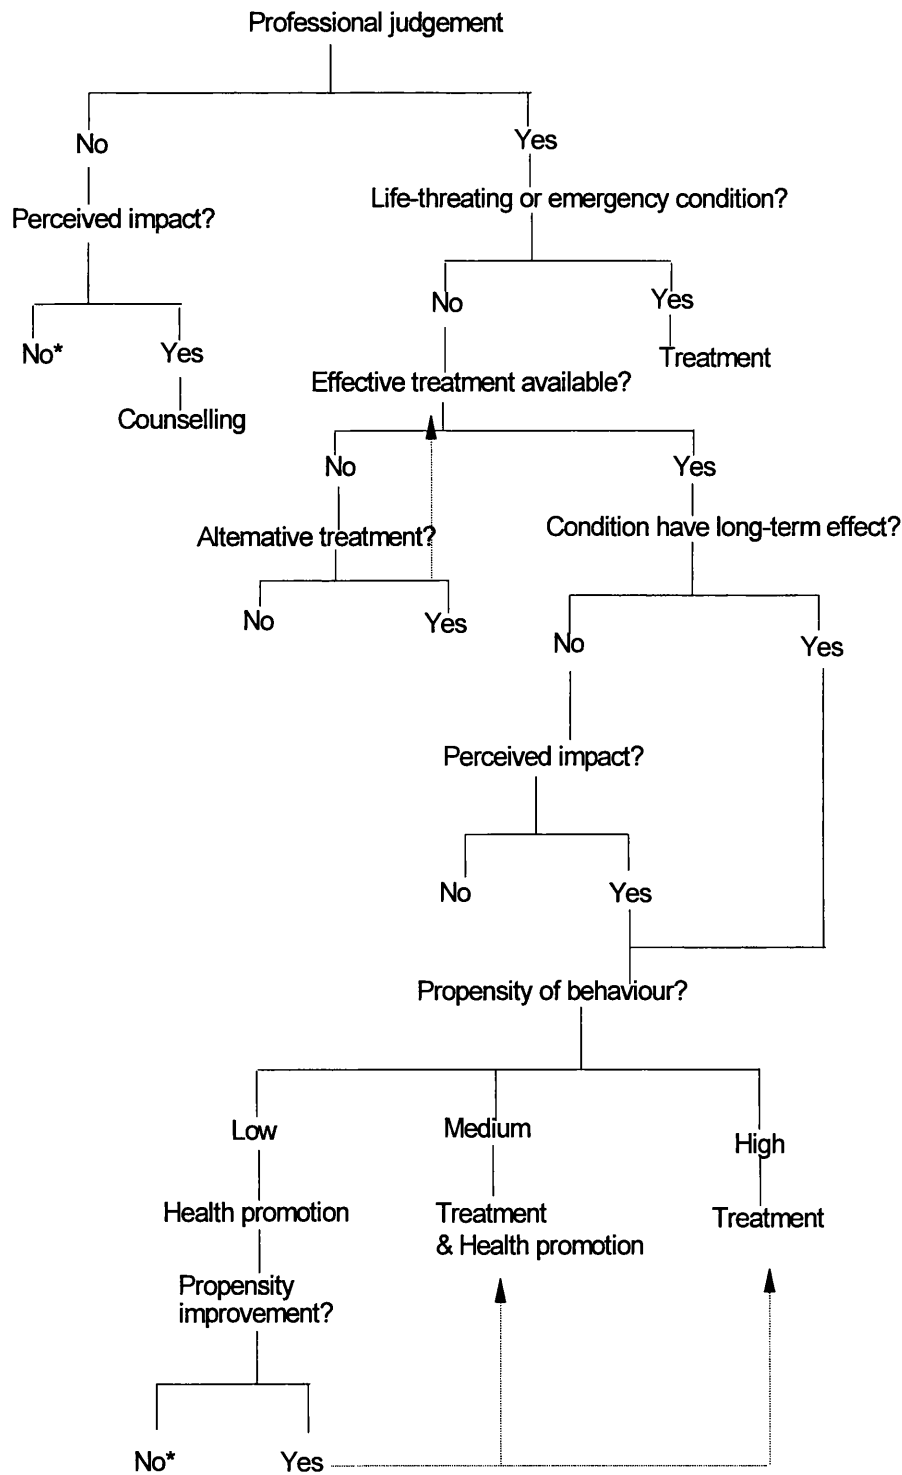 Professional judgement
No
Yes
Perceived impact?
Life-threating or emergency condition?
No*
Yes
No
Yes
Counselling
Treatment
Effective treatment available?
No
Yes
Alternative treatment?
Condition have long-term effect?
No
Yes
No
Yes
Perceived impact?
No
Yes
Propensity of behaviour?
Low
Medium
High
Health promotion
Treatment
& Health promotion
Treatment
Propensity
improvement?
No*
Yes